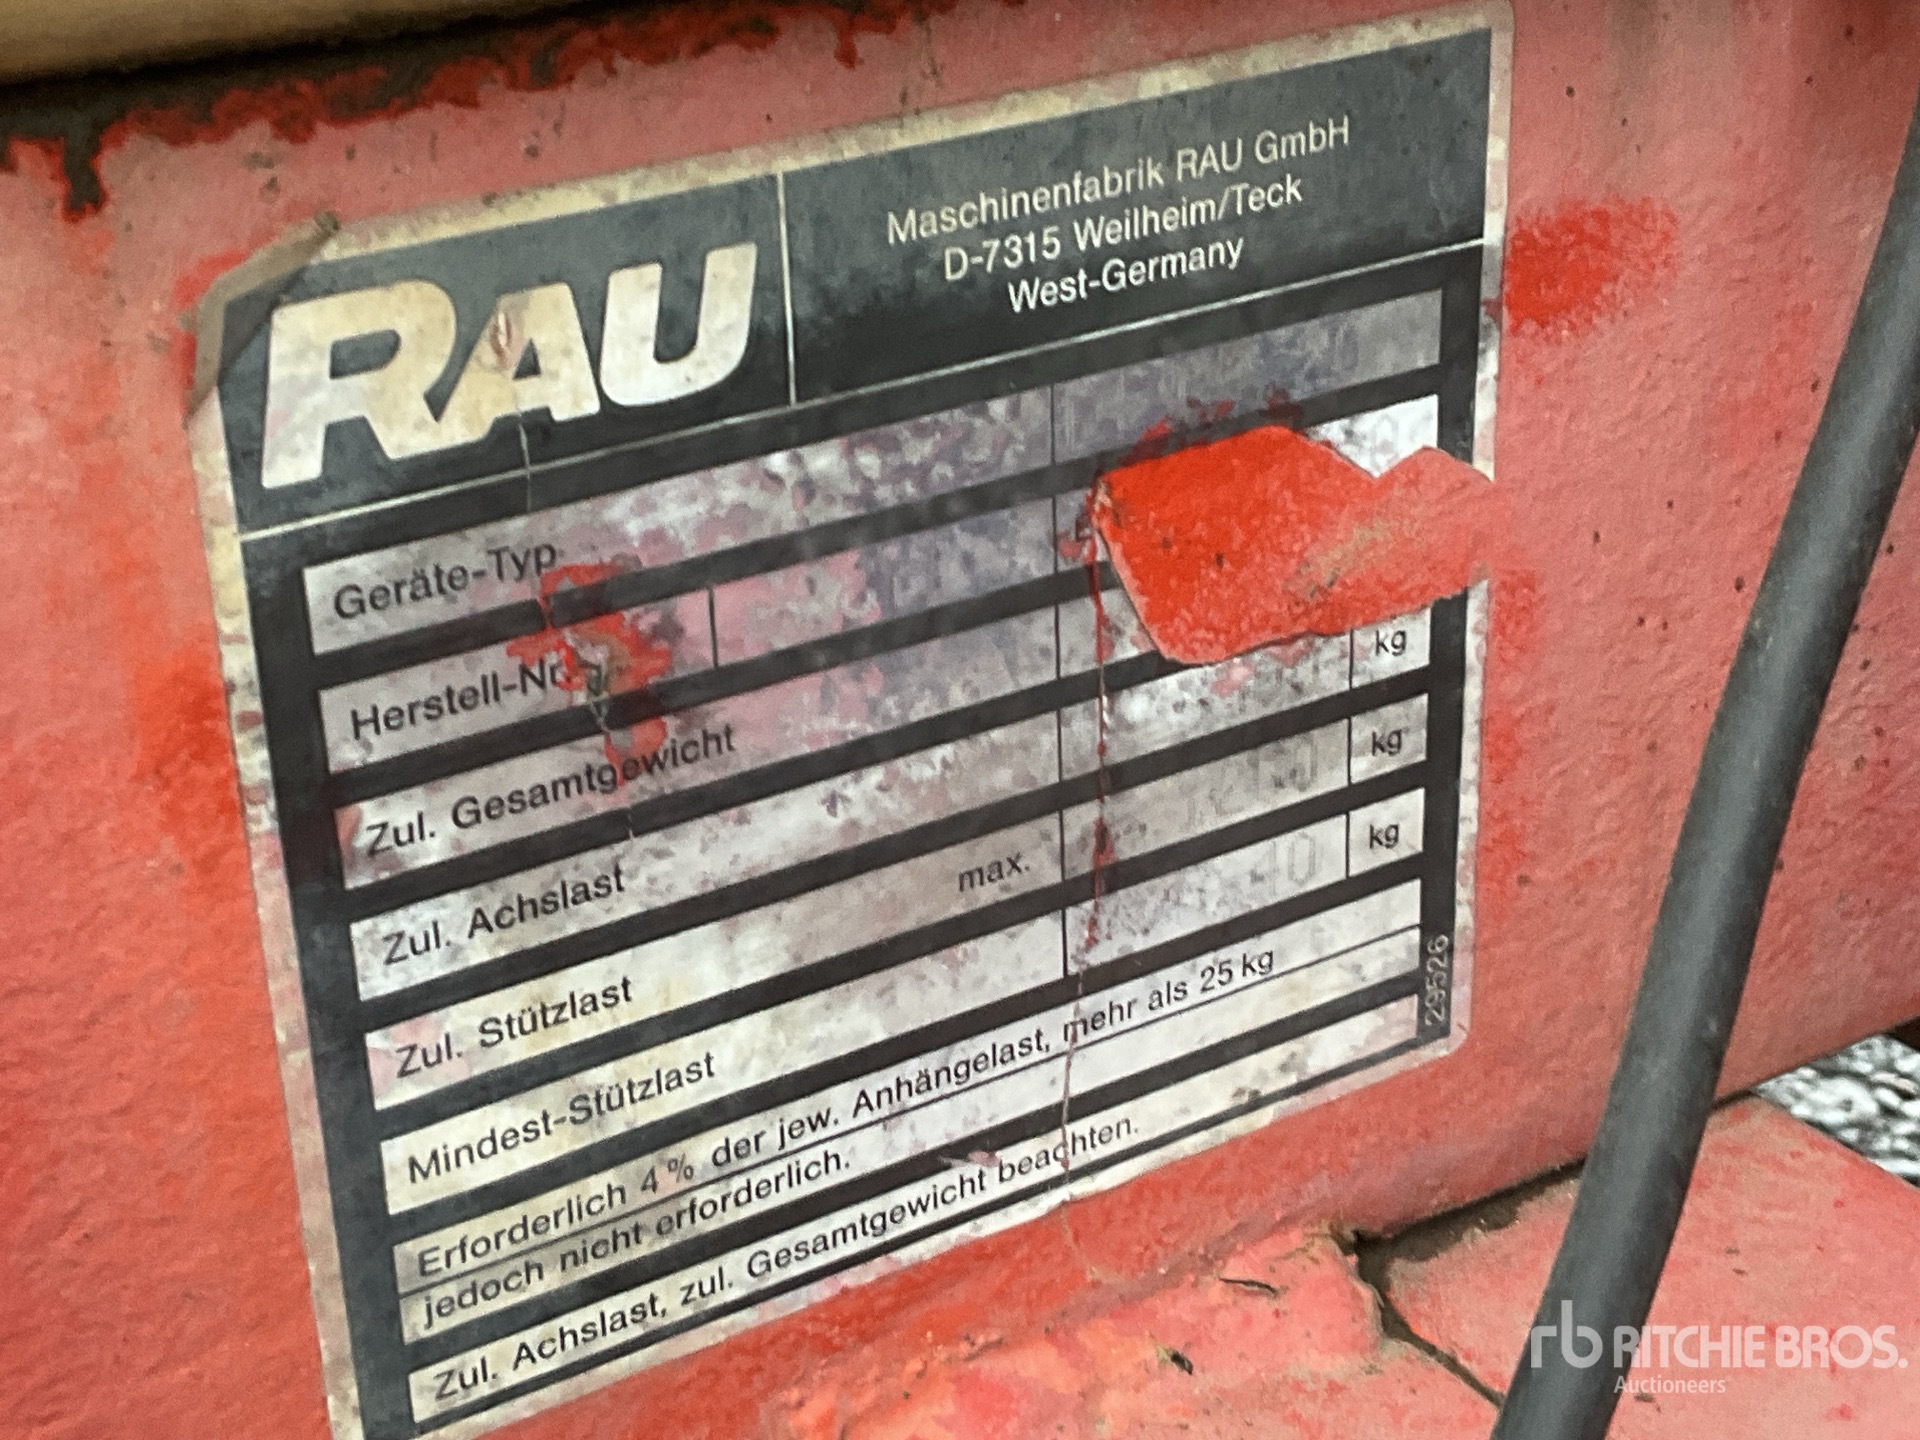 RAU
Maschinenfabrik RAU GmbH
D-7315 Weilheim/Teck
West-Germany
Geräte-Typ
Herstell-Nr.
Zul. Gesamtgewicht
kg
Zul. Achslast
kg
Zul. Stützlast max.
kg
Mindest-Stützlast
40
Erforderlich 4% der jew. Anhängelast, mehr als 25 kg
jedoch nicht erforderlich.
Zul. Achslast, zul. Gesamtgewicht beachten.
29526
rb RITCHIE BROS.
Auctioneers